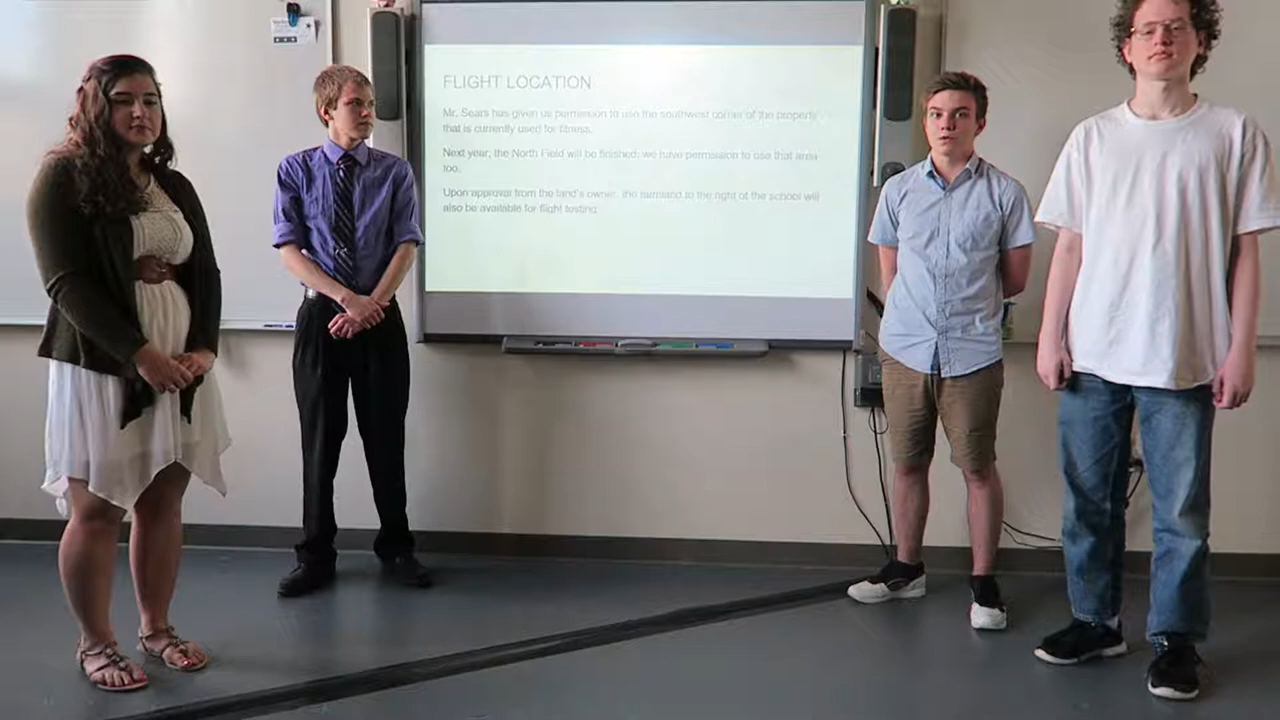 FLIGHT LOCATION
Mr. Sears has given us permission to use the southwest corner of the property
that is currently used for fitness.
Next year, the North Field will be finished; we have permission to use that area
too.
Upon approval from the land's owner, the farmland to the right of the school will
also be available for flight testing.